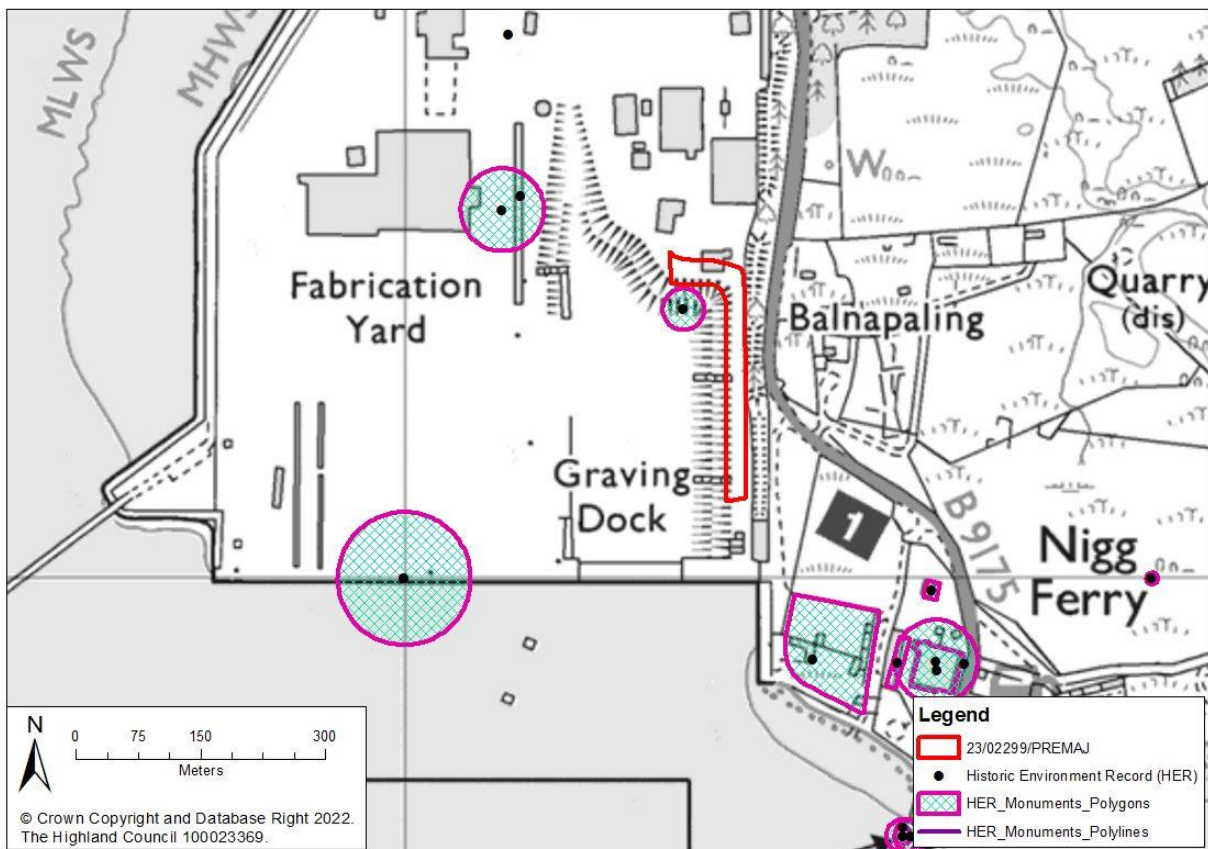 MLWS
MHWS
W
Fabrication
Yard
Balnapaling
Quarry
(dis)
Graving
Dock
1
B9175
Nigg
Ferry
N
0 75 150 300
Meters
© Crown Copyright and Database Right 2022.
The Highland Council 100023369.
Legend
23/02299/PREMAJ
Historic Environment Record (HER)
HER_Monuments_Polygons
HER_Monuments_Polylines